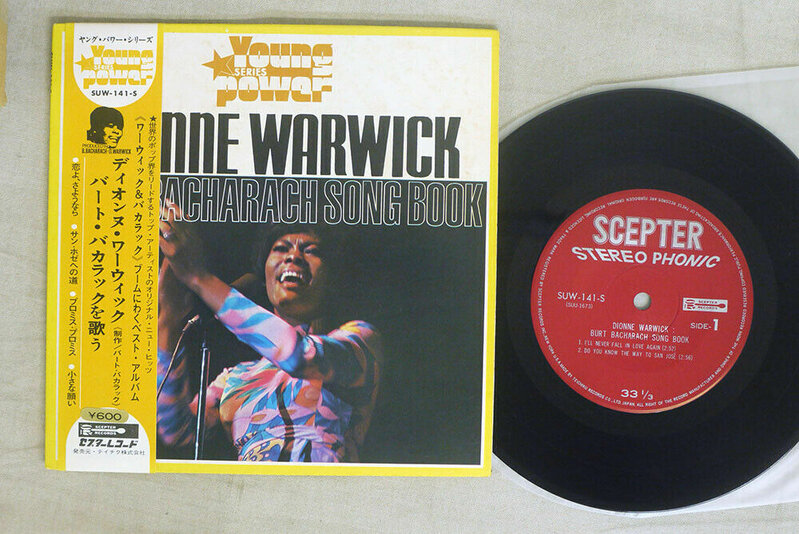 ヤング・パワー・シリーズ
Young
SERIES
power
SUW-141-S
B.BACHARACH-D.WARWICK
★世界のポップ界をリードするトップ・アーティストのオリジナル・ニュー・ヒッツ
《ワーウィック&バカラック》ブームにわくベスト・アルバム
ディオンヌ・ワーウィック
バート・バカラックを歌う
(制作/バート・バカラック)
●恋よ、さようなら
●サン・ホセへの道
●プロミス・プロミス
●小さな願い
¥600
SCEPTER
RECORDS
セプターレコード
発売元・テイチク株式会社
Young
SERIES
power
NNE WARWICK
BACHARACH SONG BOOK
SCEPTER
STEREO PHONIC
SUW-141-S
(SUU-1673)
SCEPTER
RECORDS
SIDE-1
DIONNE WARWICK :
BURT BACHARACH SONG BOOK
1. I'LL NEVER FALL IN LOVE AGAIN (2:52)
2. DO YOU KNOW THE WAY TO SAN JOSÉ (2:56)
33 1/3